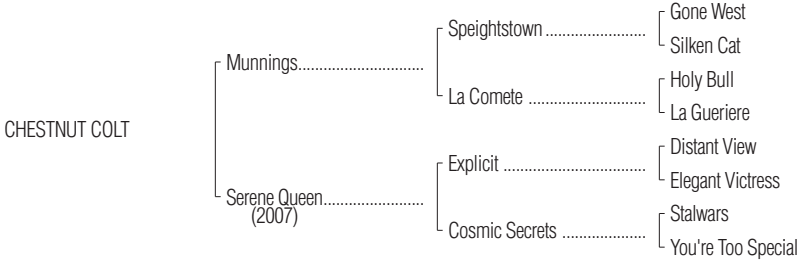 Gone West
Speightstown
Silken Cat
Munnings
Holy Bull
La Comete
La Gueriere
CHESTNUT COLT
Distant View
Explicit
Elegant Victress
Serene Queen
(2007)
Stalwars
Cosmic Secrets
You're Too Special